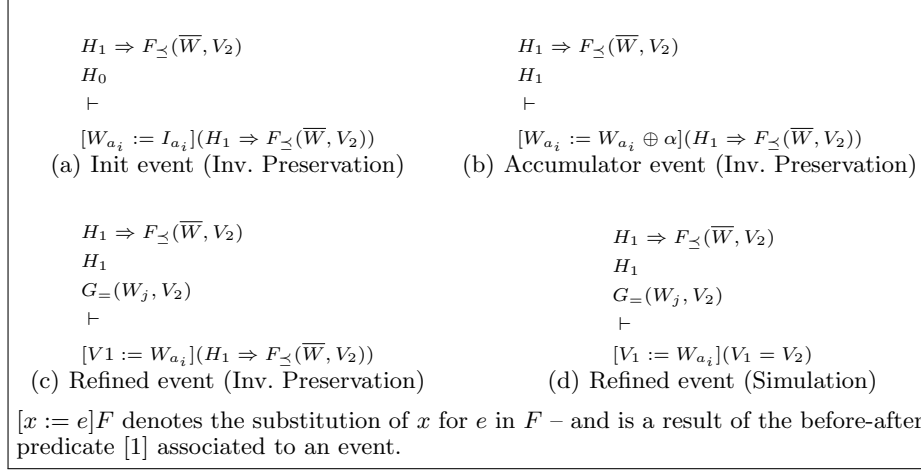 H₁ ⇒ F_⪯(W̅, V₂)
H₀
⊢
[W_{a_i} := I_{a_i}](H₁ ⇒ F_⪯(W̅, V₂))
(a) Init event (Inv. Preservation)
H₁ ⇒ F_⪯(W̅, V₂)
H₁
⊢
[W_{a_i} := W_{a_i} ⊕ α](H₁ ⇒ F_⪯(W̅, V₂))
(b) Accumulator event (Inv. Preservation)
H₁ ⇒ F_⪯(W̅, V₂)
H₁
G₌(W_j, V₂)
⊢
[V1 := W_{a_i}](H₁ ⇒ F_⪯(W̅, V₂))
(c) Refined event (Inv. Preservation)
H₁ ⇒ F_⪯(W̅, V₂)
H₁
G₌(W_j, V₂)
⊢
[V₁ := W_{a_i}](V₁ = V₂)
(d) Refined event (Simulation)
[x := e]F denotes the substitution of x for e in F – and is a result of the before-after
predicate [1] associated to an event.